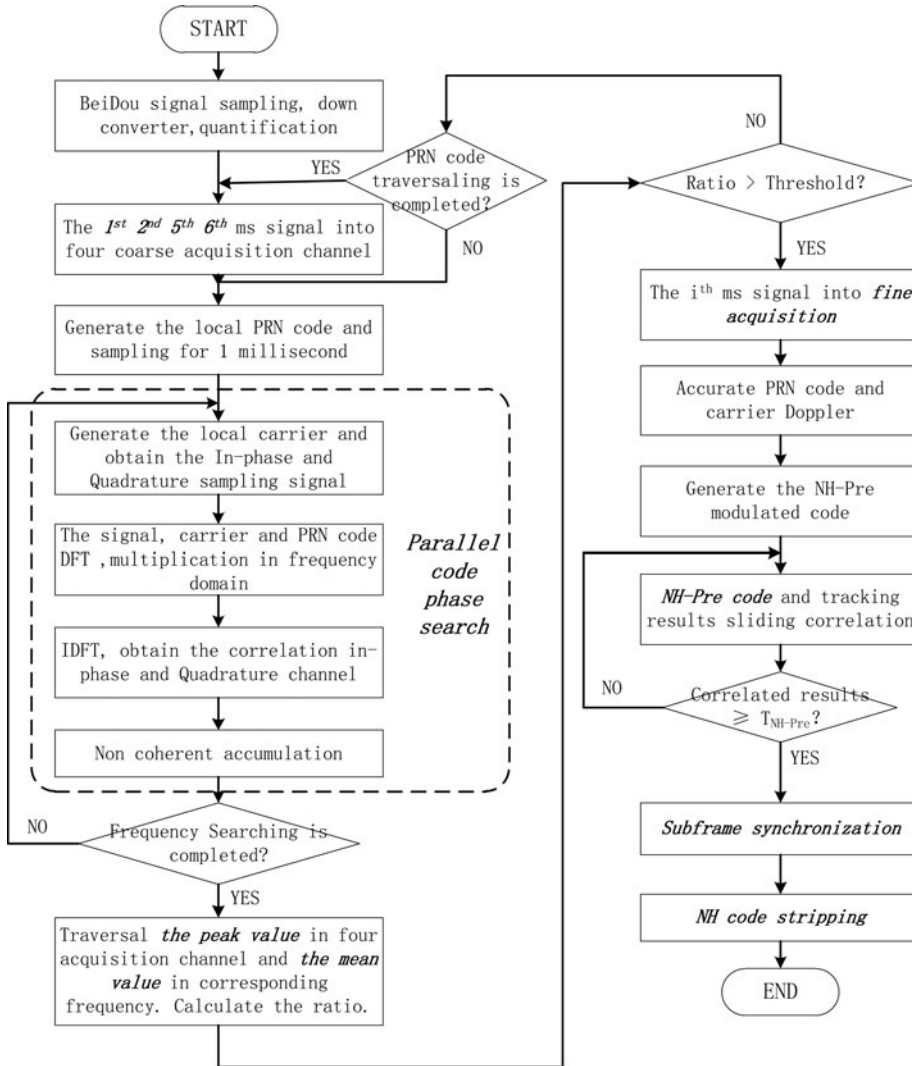 START
BeiDou signal sampling, down
converter,quantification
YES
PRN code
traversaling is
completed?
NO
The 1st 2nd 5th 6th ms signal into
four coarse acquisition channel
Generate the local PRN code and
sampling for 1 millisecond
Generate the local carrier and
obtain the In-phase and
Quadrature sampling signal
The signal, carrier and PRN code
DFT ,multiplication in frequency
domain
IDFT, obtain the correlation in-
phase and Quadrature channel
Non coherent accumulation
Parallel
code
phase
search
NO
Frequency Searching is
completed?
YES
Traversal the peak value in four
acquisition channel and the mean
value in corresponding
frequency. Calculate the ratio.
NO
Ratio > Threshold?
YES
The ith ms signal into fine
acquisition
Accurate PRN code and
carrier Doppler
Generate the NH-Pre
modulated code
NH-Pre code and tracking
results sliding correlation
NO
Correlated results
⩾ TNH-Pre?
YES
Subframe synchronization
NH code stripping
END